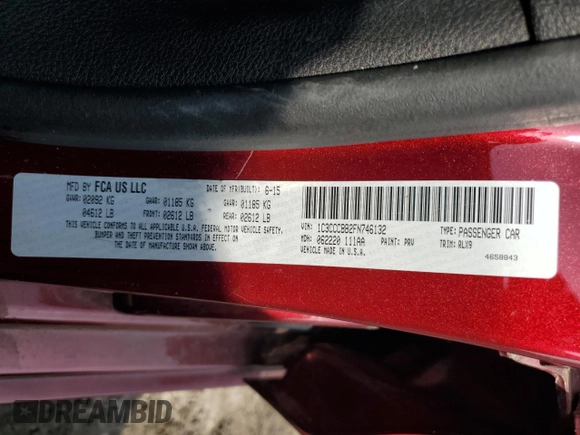 MFD BY FCA US LLC DATE OF MFR(BUILT): 6-15
GVWR: 02092 KG GAWR: 01185 KG GAWR: 01185 KG
04612 LB FRONT: 02612 LB REAR: 02612 LB
THIS VEHICLE CONFORMS TO ALL APPLICABLE U.S.A. FEDERAL MOTOR VEHICLE SAFETY,
BUMPER AND THEFT PREVENTION STANDARDS IN EFFECT ON
THE DATE OF MANUFACTURE SHOWN ABOVE.
VIN: 1C3CCCBB2FN746132 TYPE: PASSENGER CAR
MDH: 062220 111AA PAINT: PRV TRIM: RLX9
VEHICLE MADE IN U.S.A.
4658843
DREAMBID